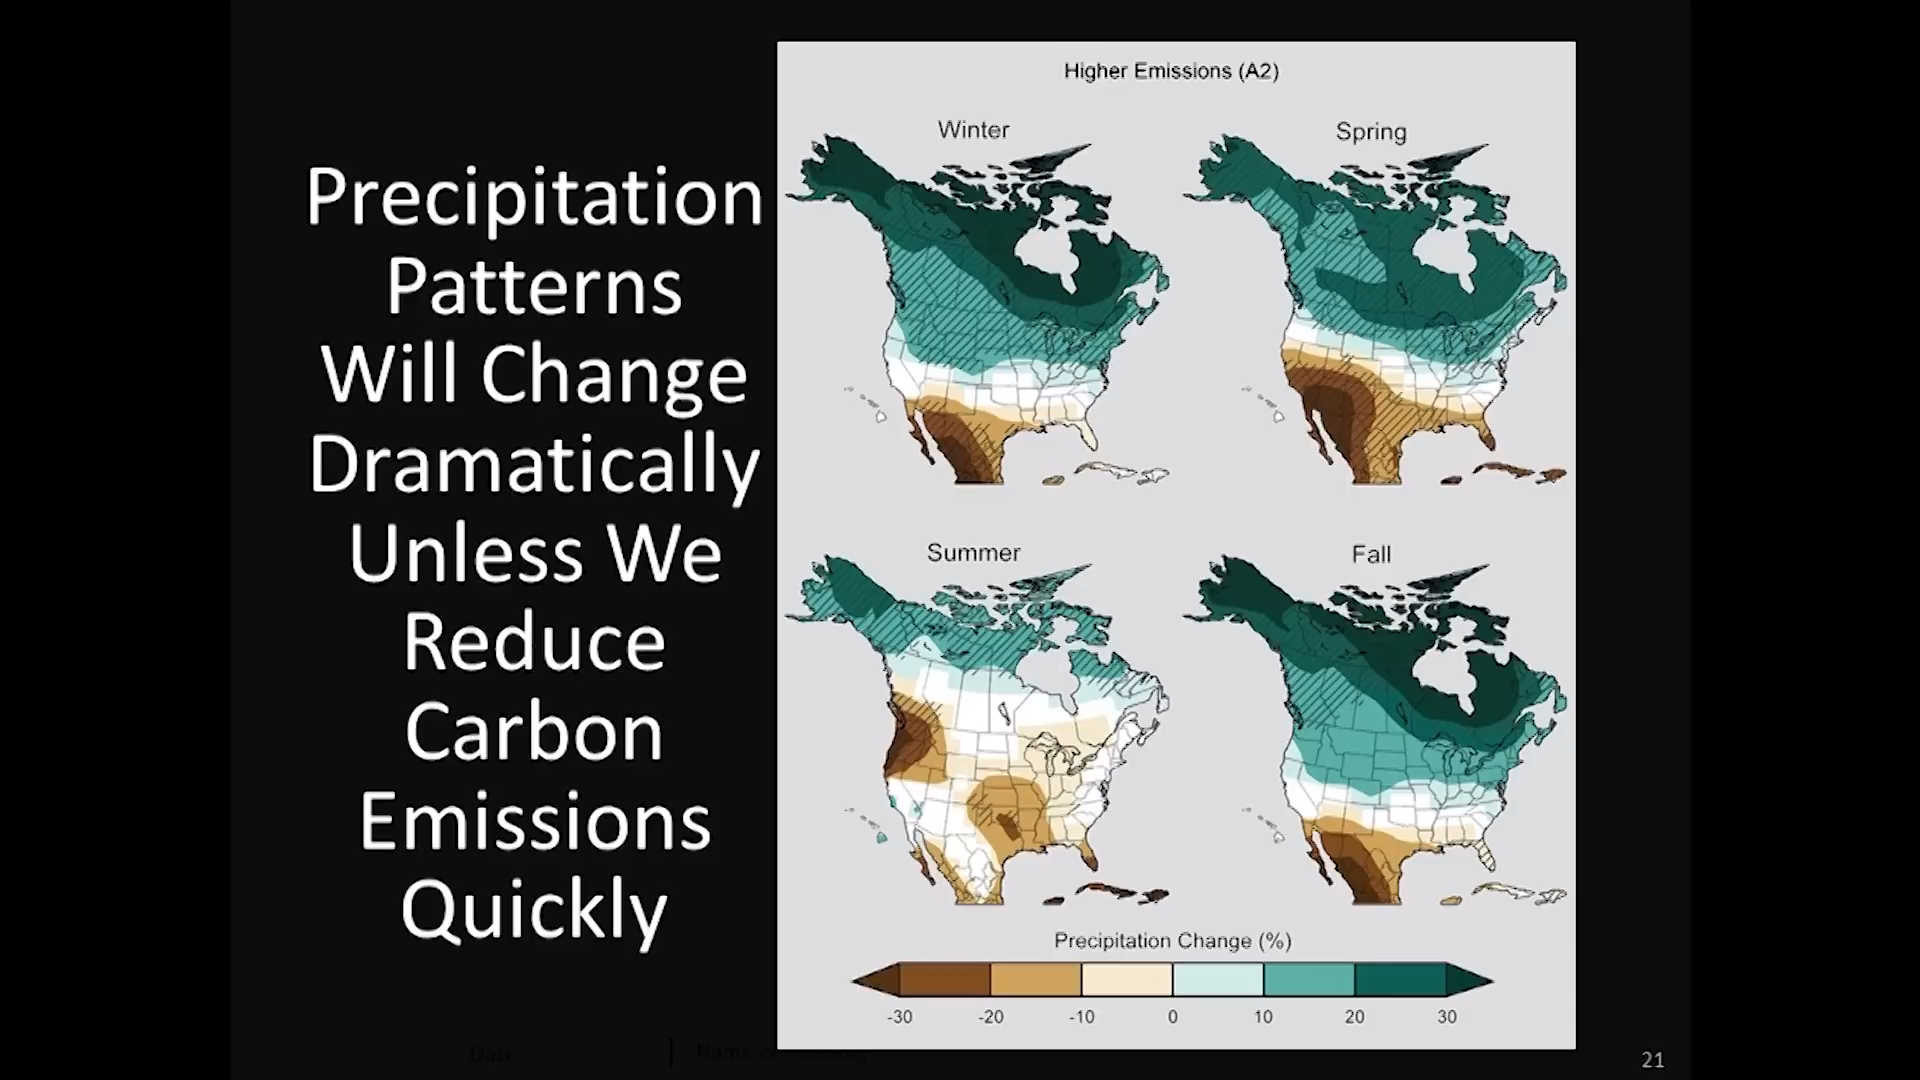 Precipitation
Patterns
Will Change
Dramatically
Unless We
Reduce
Carbon
Emissions
Quickly
Higher Emissions (A2)
Winter
Spring
Summer
Fall
Precipitation Change (%)
-30 -20 -10 0 10 20 30
Date
21